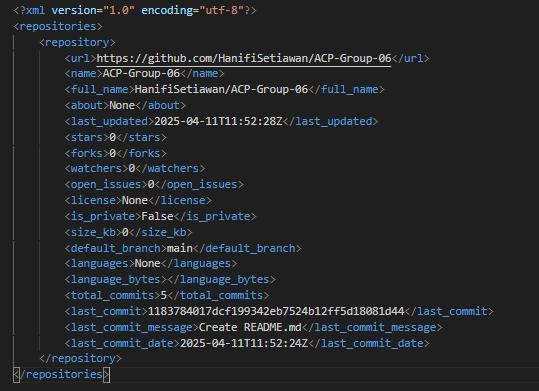 <?xml version="1.0" encoding="utf-8"?>
<repositories>
<repository>
<url>https://github.com/HanifiSetiawan/ACP-Group-06</url>
<name>ACP-Group-06</name>
<full_name>HanifiSetiawan/ACP-Group-06</full_name>
<about>None</about>
<last_updated>2025-04-11T11:52:28Z</last_updated>
<stars>0</stars>
<forks>0</forks>
<watchers>0</watchers>
<open_issues>0</open_issues>
<license>None</license>
<is_private>False</is_private>
<size_kb>0</size_kb>
<default_branch>main</default_branch>
<languages>None</languages>
<language_bytes></language_bytes>
<total_commits>5</total_commits>
<last_commit>1183784017dcf199342eb7524b12ff5d18081d44</last_commit>
<last_commit_message>Create README.md</last_commit_message>
<last_commit_date>2025-04-11T11:52:24Z</last_commit_date>
</repository>
</repositories>